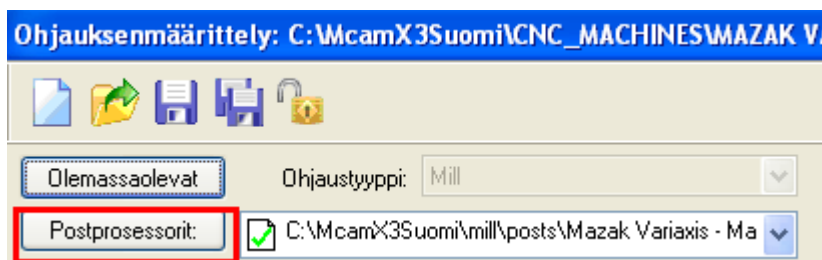 Ohjauksenmäärittely: C:\McamX3Suomi\CNC_MACHINES\MAZAK V
Olemassaolevat Ohjaustyyppi: Mill
Postprosessorit: C:\McamX3Suomi\mill\posts\Mazak Variaxis - Ma